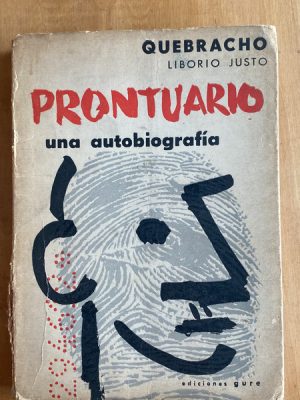 QUEBRACHO
LIBORIO JUSTO
PRONTUARIO
una autobiografía
ediciones gure